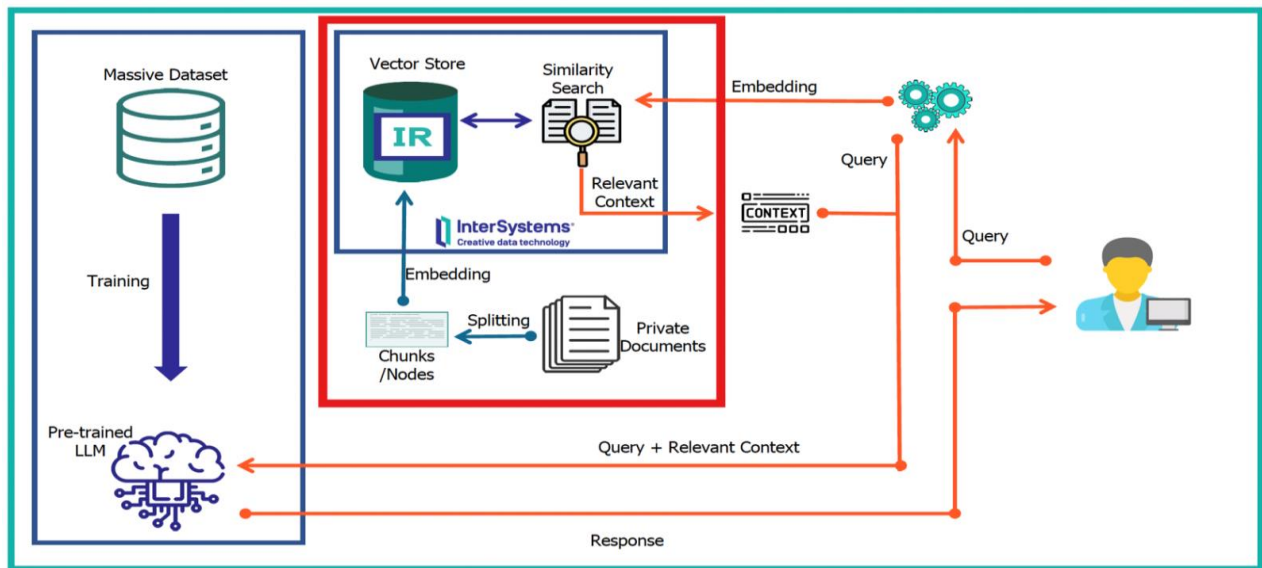 Massive Dataset
Training
Pre-trained
LLM
Vector Store
IR
Similarity
Search
Relevant
Context
InterSystems®
Creative data technology
Embedding
Splitting
Chunks
/Nodes
Private
Documents
Embedding
Query
CONTEXT
Query
Query + Relevant Context
Response